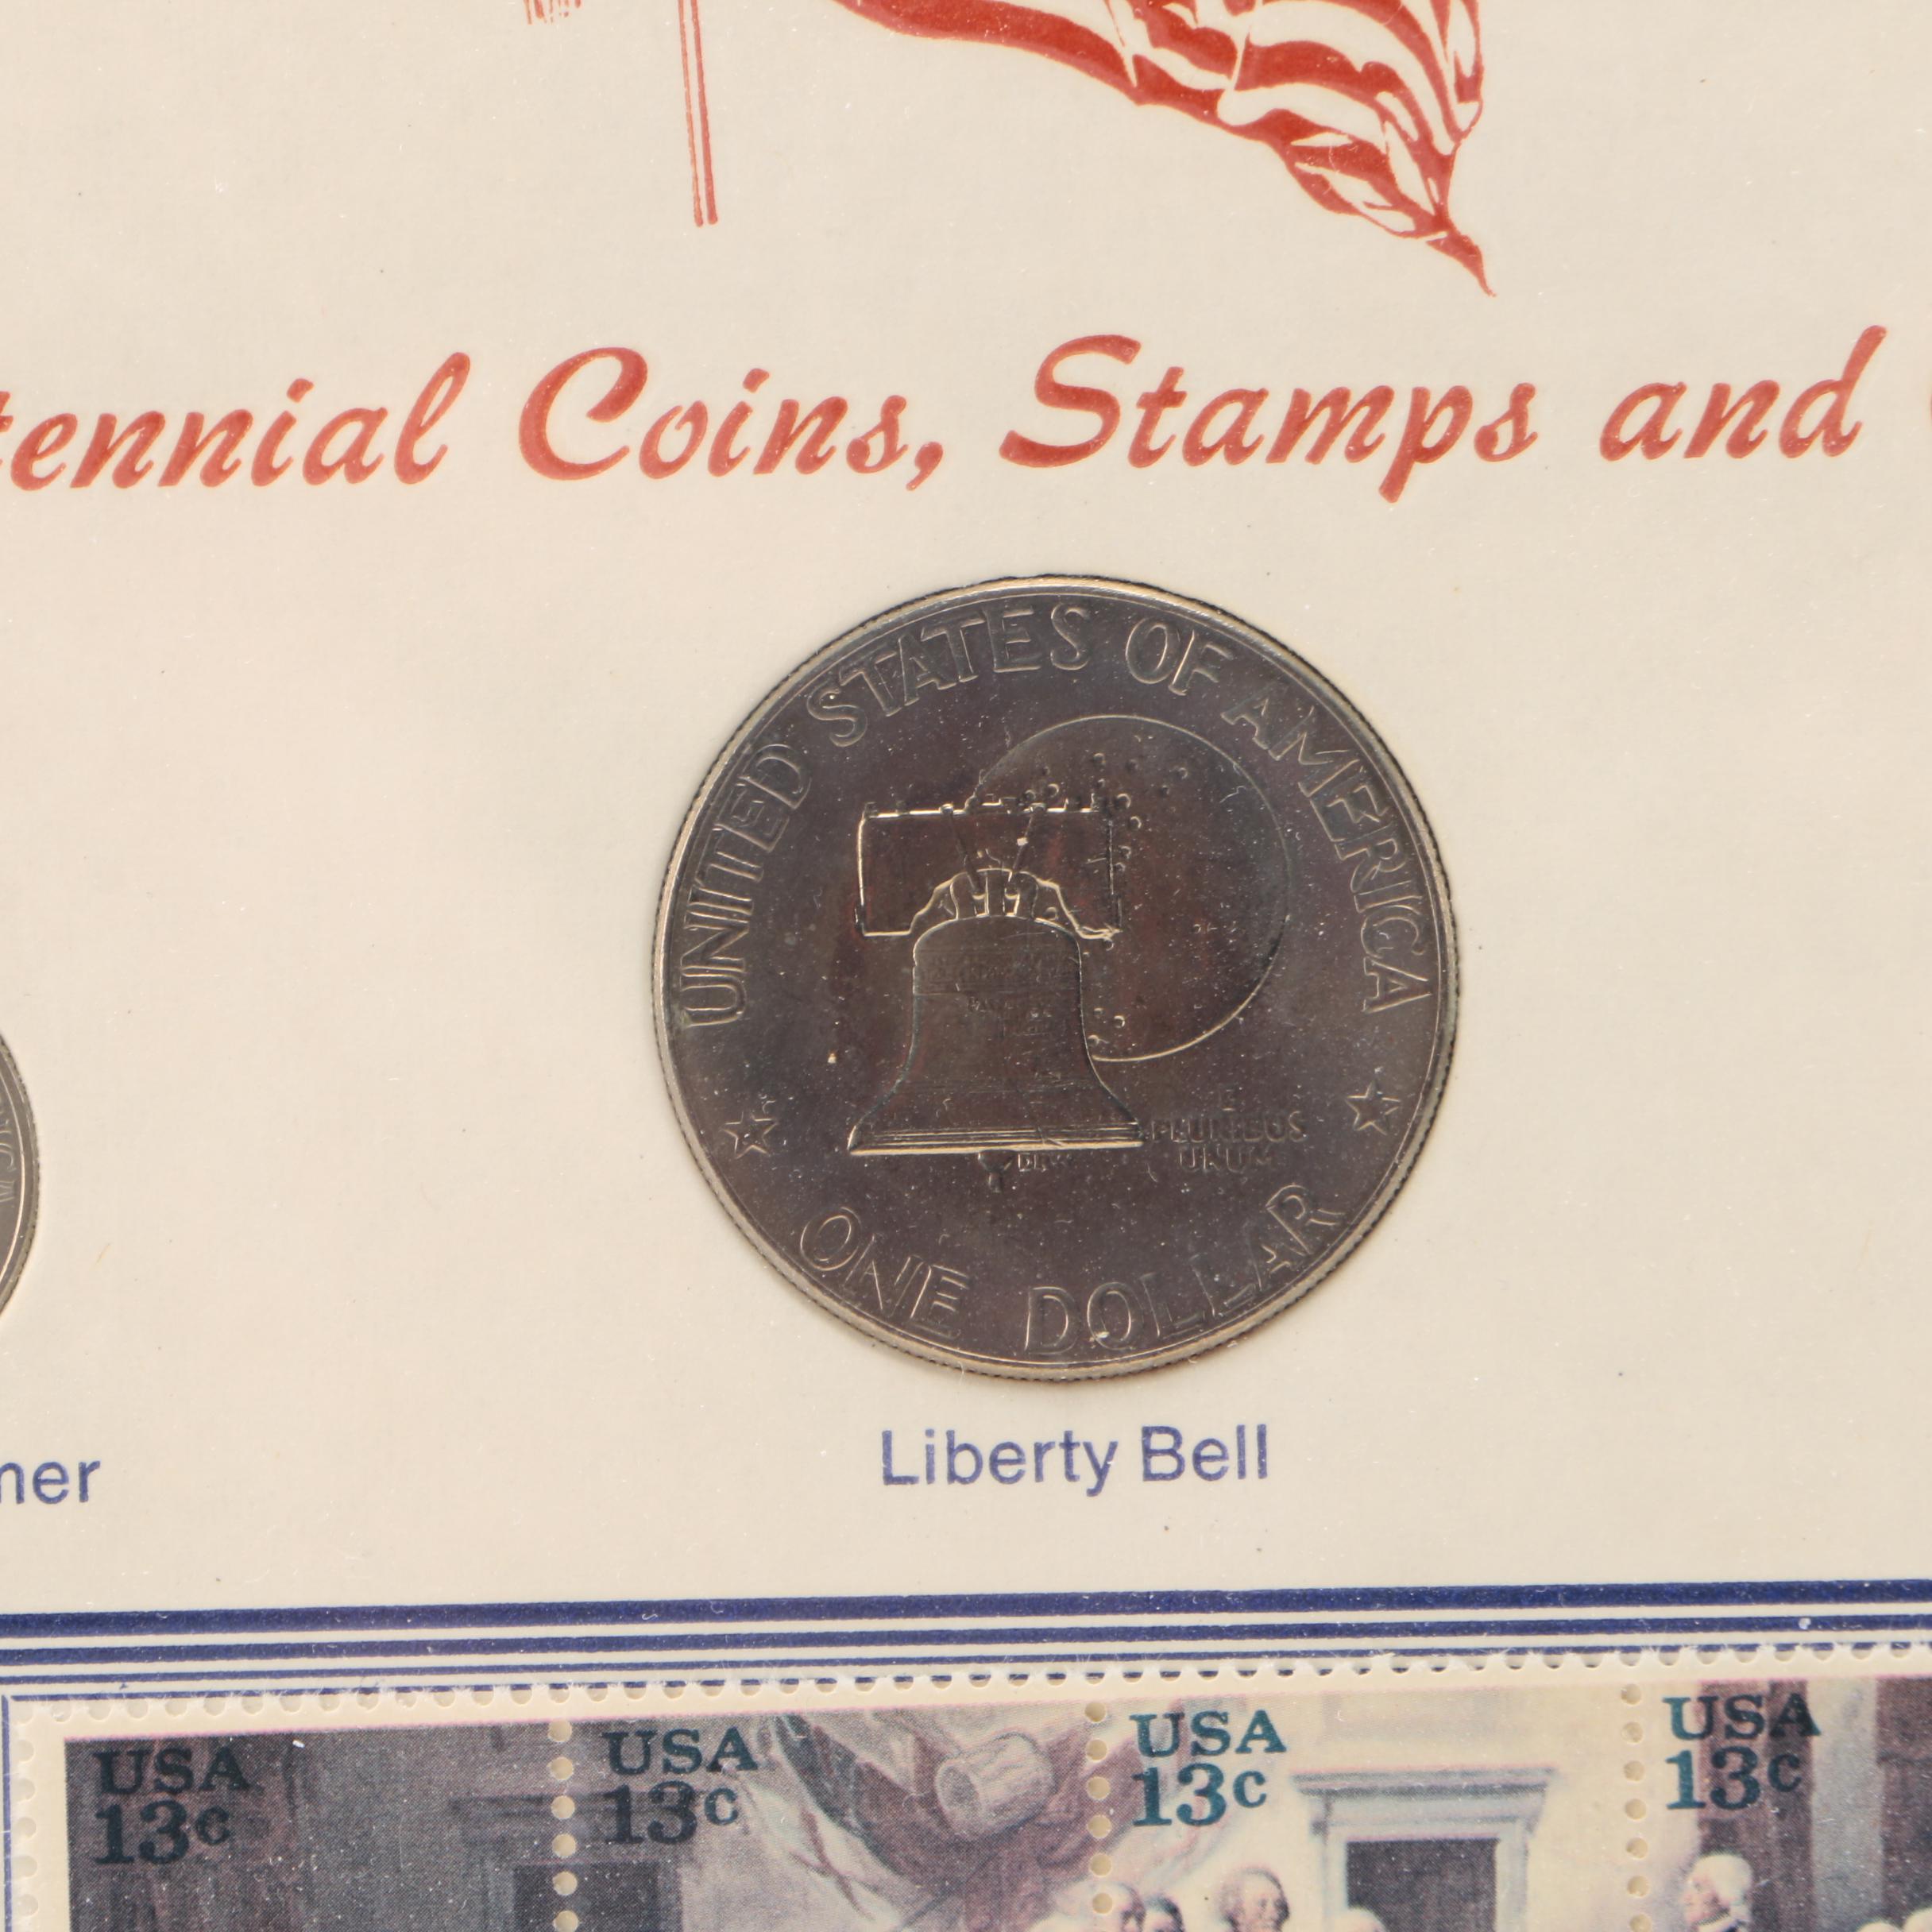 tennial Coins, Stamps and
UNITED STATES OF AMERICA
E
PLURIBUS
UNUM
ONE DOLLAR
mer
Liberty Bell
USA
13c
USA
13c
USA
13c
USA
13c